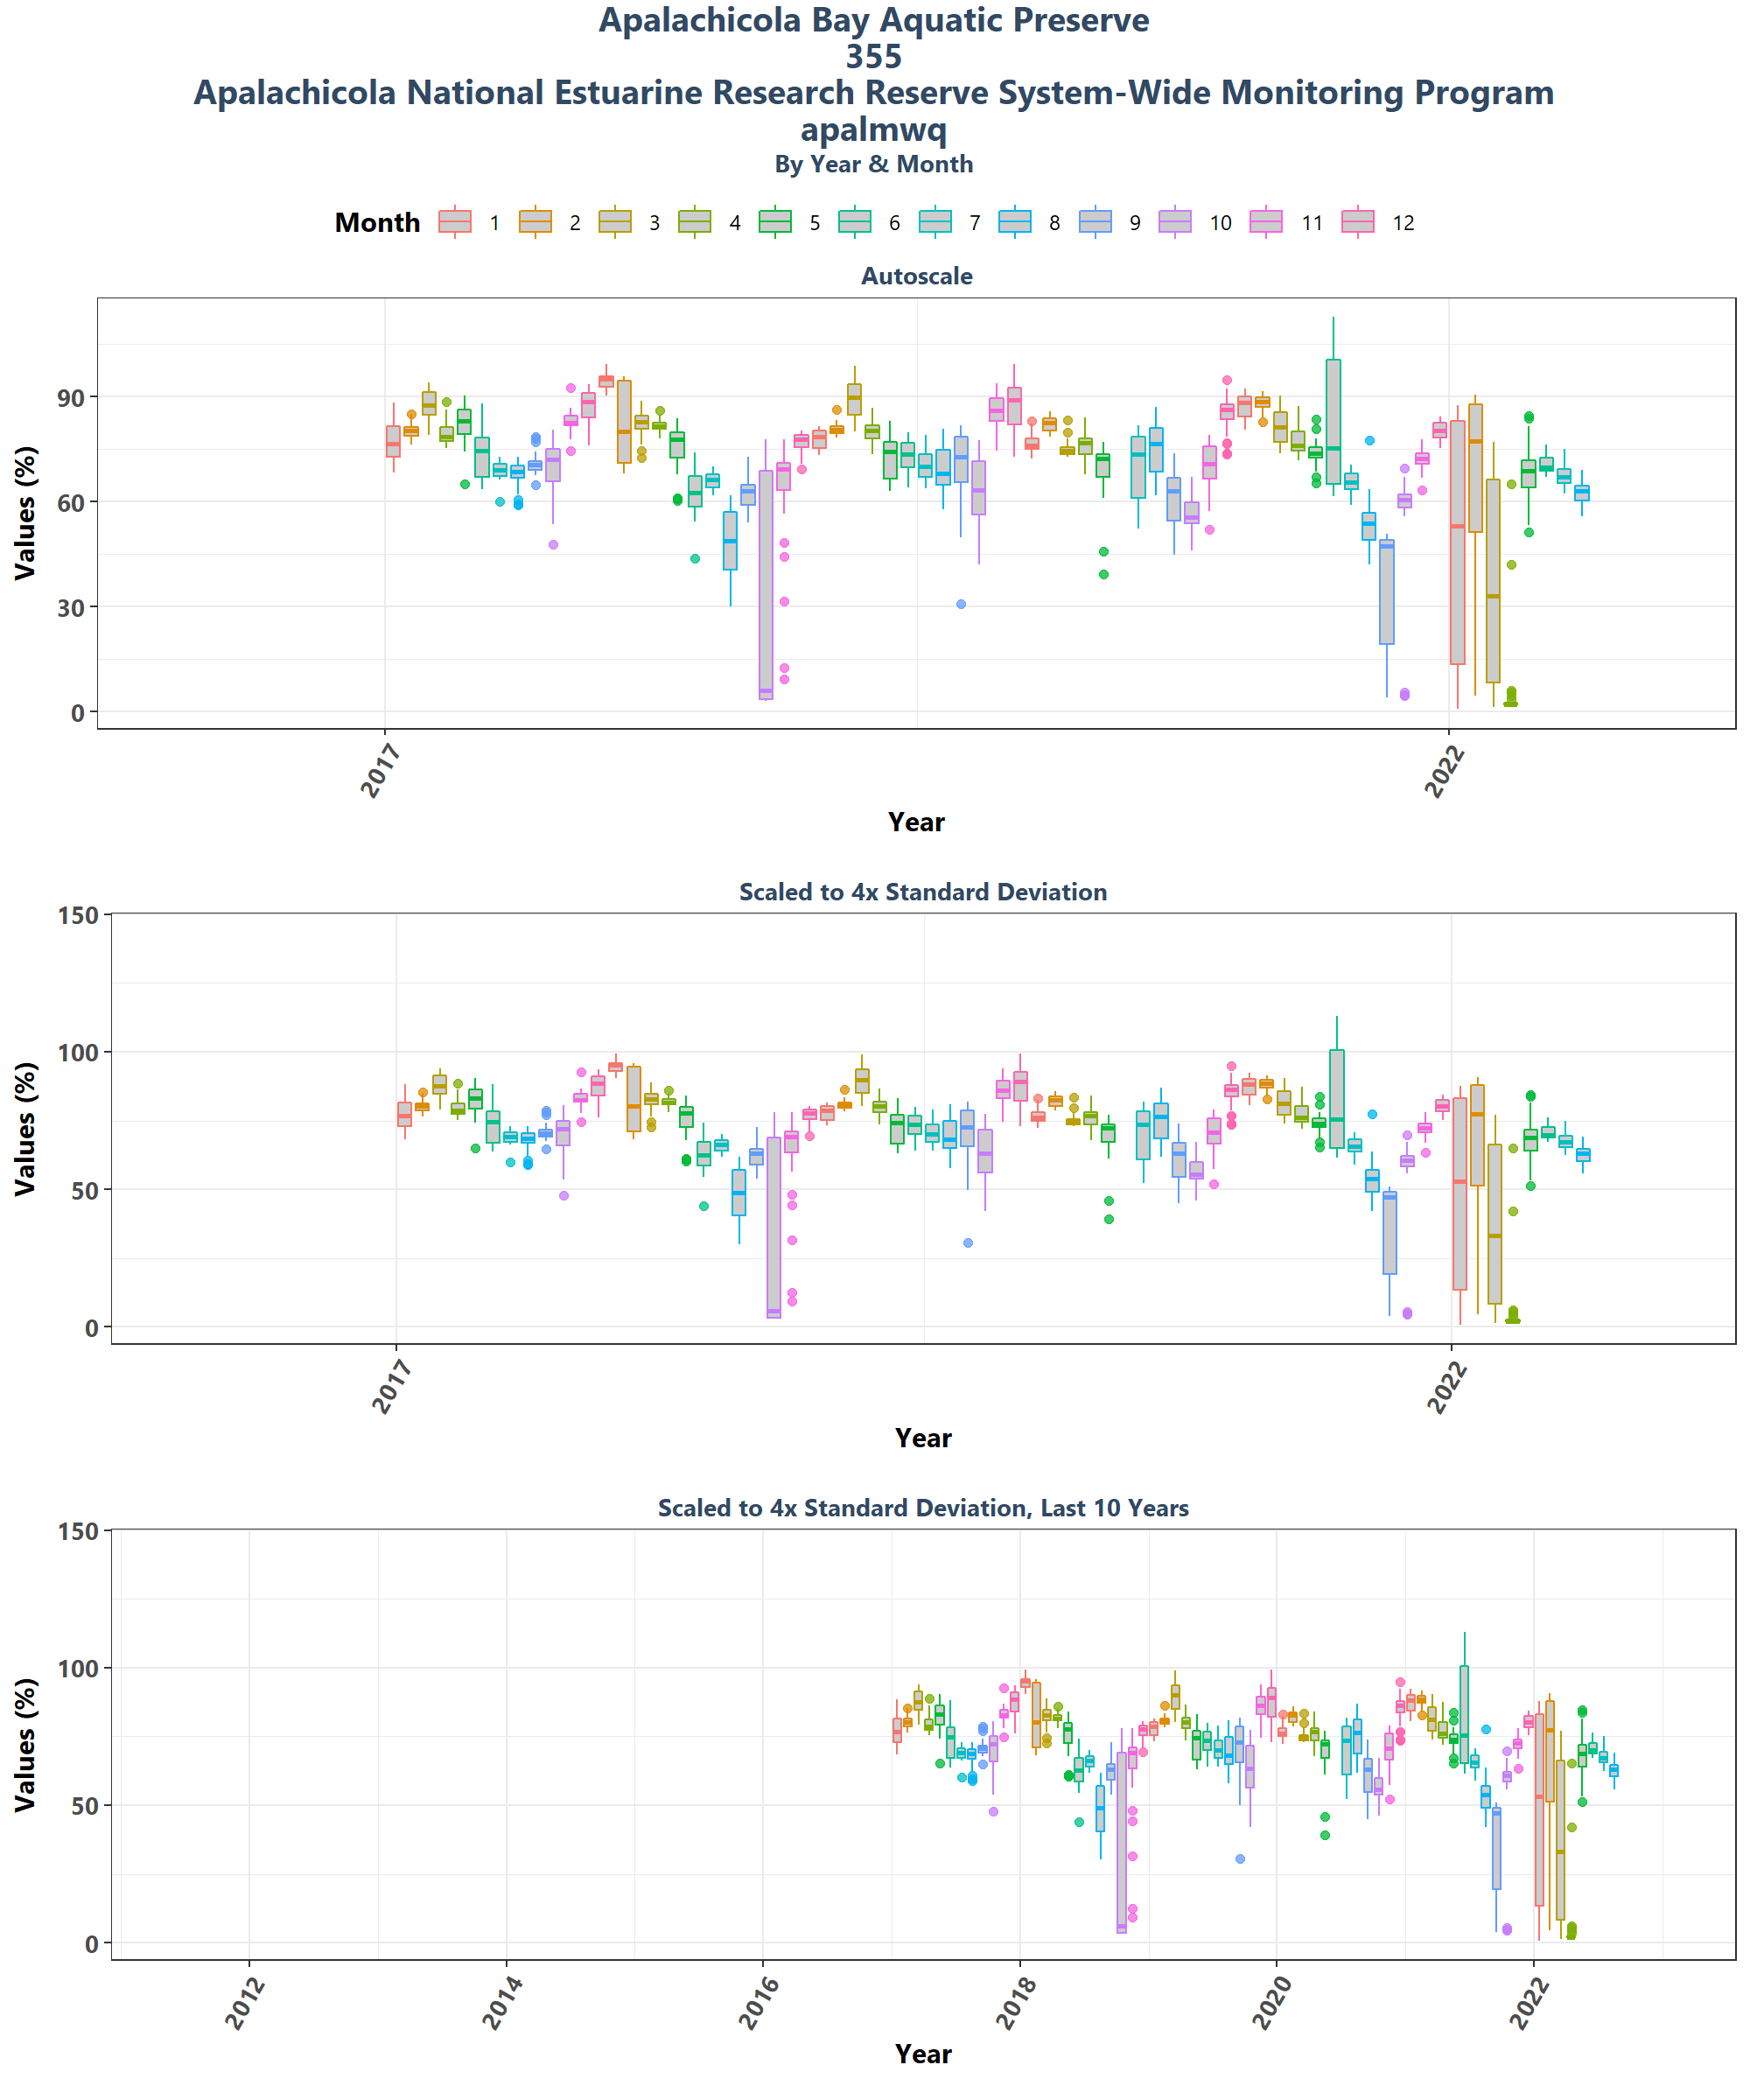 Apalachicola Bay Aquatic Preserve
355
Apalachicola National Estuarine Research Reserve System-Wide Monitoring Program
apalmwq
By Year & Month
Month 1 2 3 4 5 6 7 8 9 10 11 12
Autoscale
Values (%)
90
60
30
0
2017 2022
Year
Scaled to 4x Standard Deviation
Values (%)
150
100
50
0
2017 2022
Year
Scaled to 4x Standard Deviation, Last 10 Years
Values (%)
150
100
50
0
2012 2014 2016 2018 2020 2022
Year